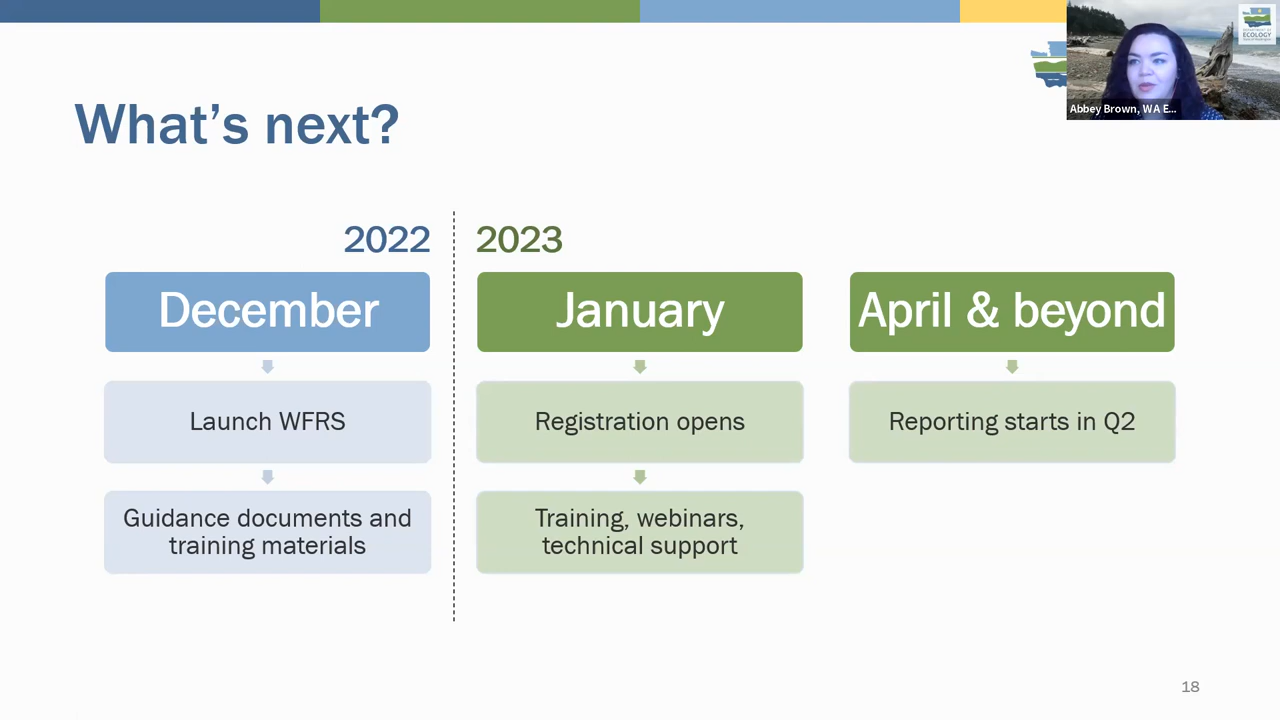 What's next?
2022
2023
December
January
April & beyond
Launch WFRS
Registration opens
Reporting starts in Q2
Guidance documents and
training materials
Training, webinars,
technical support
18
Abbey Brown, WA E...
ECOLOGY